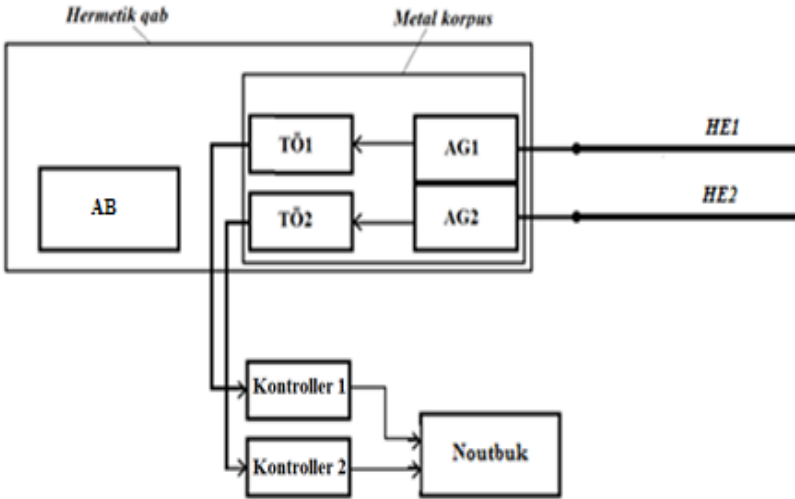 Hermetik qab
Metal korpus
TÖ1
AG1
HE1
AB
TÖ2
AG2
HE2
Kontroller 1
Kontroller 2
Noutbuk